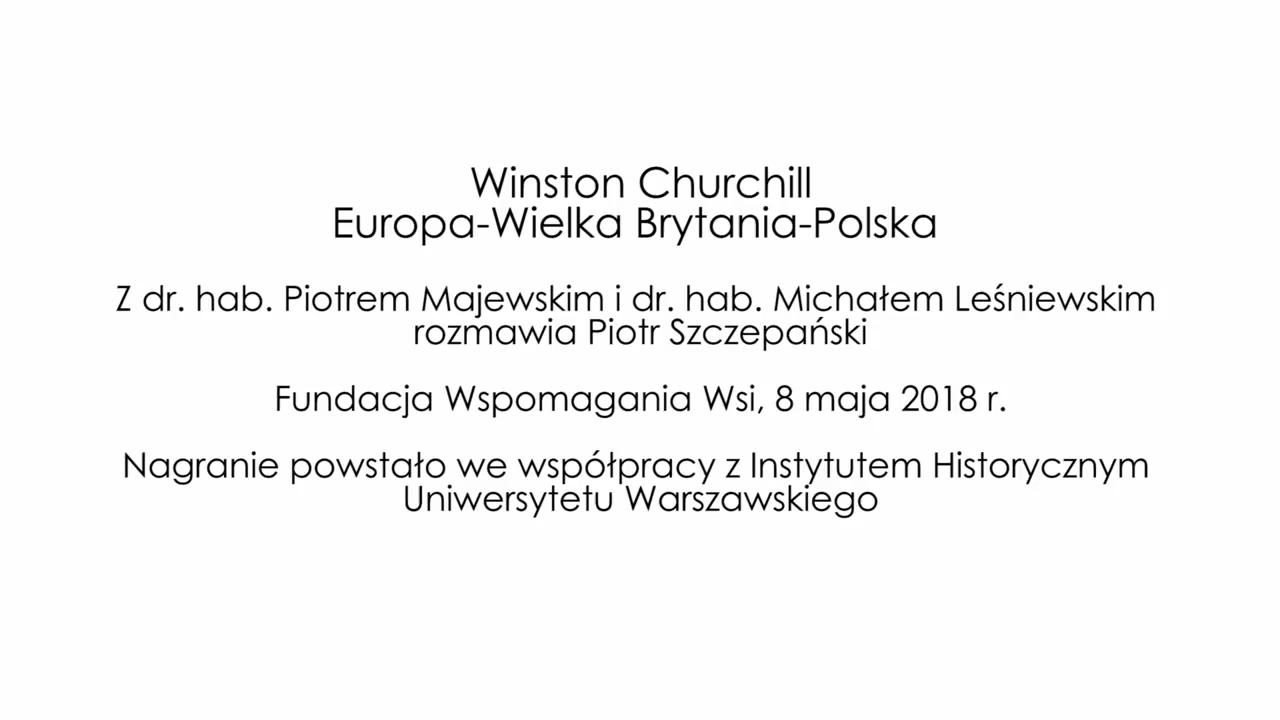 Winston Churchill
Europa-Wielka Brytania-Polska
Z dr. hab. Piotrem Majewskim i dr. hab. Michałem Leśniewskim
rozmawia Piotr Szczepański
Fundacja Wspomagania Wsi, 8 maja 2018 r.
Nagranie powstało we współpracy z Instytutem Historycznym
Uniwersytetu Warszawskiego